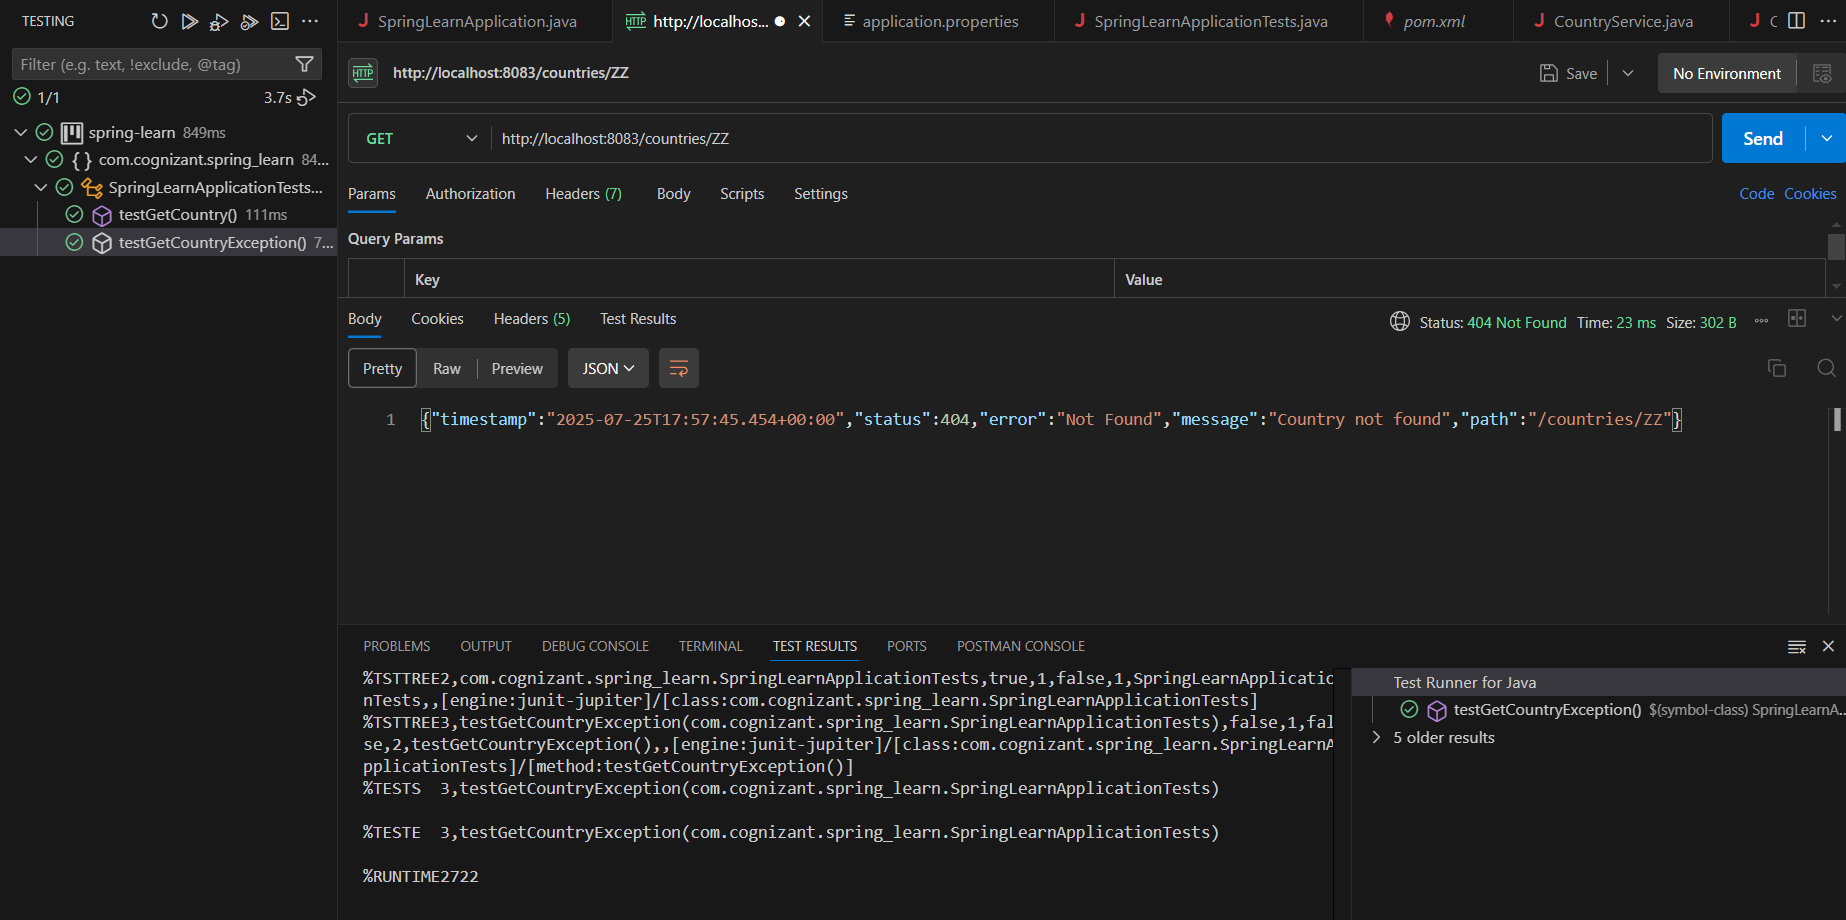 TESTING
Filter (e.g. text, !exclude, @tag)
1/1 3.7s
spring-learn 849ms
{ } com.cognizant.spring_learn 84...
SpringLearnApplicationTests...
testGetCountry() 111ms
testGetCountryException() 7...
J SpringLearnApplication.java HTTP http://localhos... application.properties J SpringLearnApplicationTests.java pom.xml J CountryService.java J C
HTTP http://localhost:8083/countries/ZZ Save No Environment
GET http://localhost:8083/countries/ZZ Send
Params Authorization Headers (7) Body Scripts Settings Code Cookies
Query Params
Key Value
Body Cookies Headers (5) Test Results Status: 404 Not Found Time: 23 ms Size: 302 B
Pretty Raw Preview JSON
1 {"timestamp":"2025-07-25T17:57:45.454+00:00","status":404,"error":"Not Found","message":"Country not found","path":"/countries/ZZ"}
PROBLEMS OUTPUT DEBUG CONSOLE TERMINAL TEST RESULTS PORTS POSTMAN CONSOLE
%TSTTREE2,com.cognizant.spring_learn.SpringLearnApplicationTests,true,1,false,1,SpringLearnApplicatio
nTests,,[engine:junit-jupiter]/[class:com.cognizant.spring_learn.SpringLearnApplicationTests]
%TSTTREE3,testGetCountryException(com.cognizant.spring_learn.SpringLearnApplicationTests),false,1,fal
se,2,testGetCountryException(),,[engine:junit-jupiter]/[class:com.cognizant.spring_learn.SpringLearnA
pplicationTests]/[method:testGetCountryException()]
%TESTS 3,testGetCountryException(com.cognizant.spring_learn.SpringLearnApplicationTests)
%TESTE 3,testGetCountryException(com.cognizant.spring_learn.SpringLearnApplicationTests)
%RUNTIME2722
Test Runner for Java
testGetCountryException() $(symbol-class) SpringLearnA...
5 older results